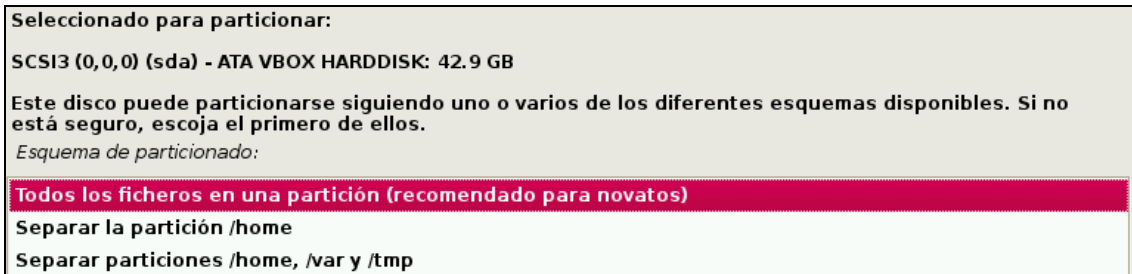 Seleccionado para particionar:
SCSI3 (0,0,0) (sda) - ATA VBOX HARDDISK: 42.9 GB
Este disco puede particionarse siguiendo uno o varios de los diferentes esquemas disponibles. Si no
está seguro, escoja el primero de ellos.
Esquema de particionado:
Todos los ficheros en una partición (recomendado para novatos)
Separar la partición /home
Separar particiones /home, /var y /tmp